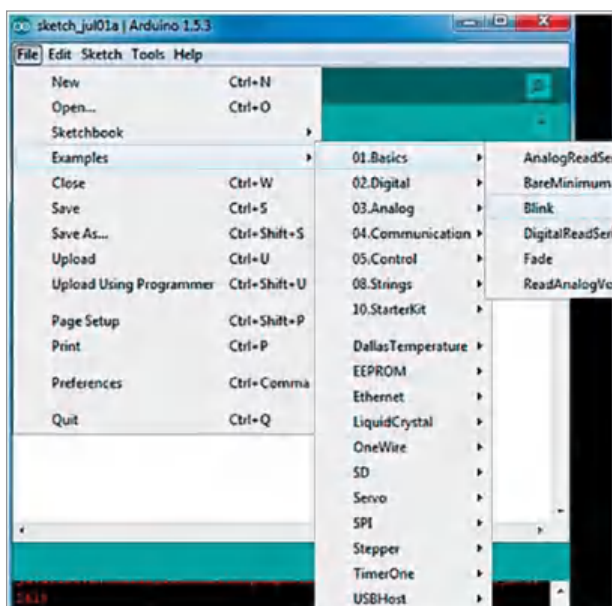 sketch_jul01a | Arduino 1.5.3
File Edit Sketch Tools Help
New Ctrl+N
Open... Ctrl+O
Sketchbook
Examples
Close Ctrl+W
Save Ctrl+S
Save As... Ctrl+Shift+S
Upload Ctrl+U
Upload Using Programmer Ctrl+Shift+U
Page Setup Ctrl+Shift+P
Print Ctrl+P
Preferences Ctrl+Comma
Quit Ctrl+Q
01.Basics
02.Digital
03.Analog
04.Communication
05.Control
08.Strings
10.StarterKit
DallasTemperature
EEPROM
Ethernet
LiquidCrystal
OneWire
SD
Servo
SPI
Stepper
TimerOne
USBHost
AnalogReadSer
BareMinimum
Blink
DigitalReadSeri
Fade
ReadAnalogVo